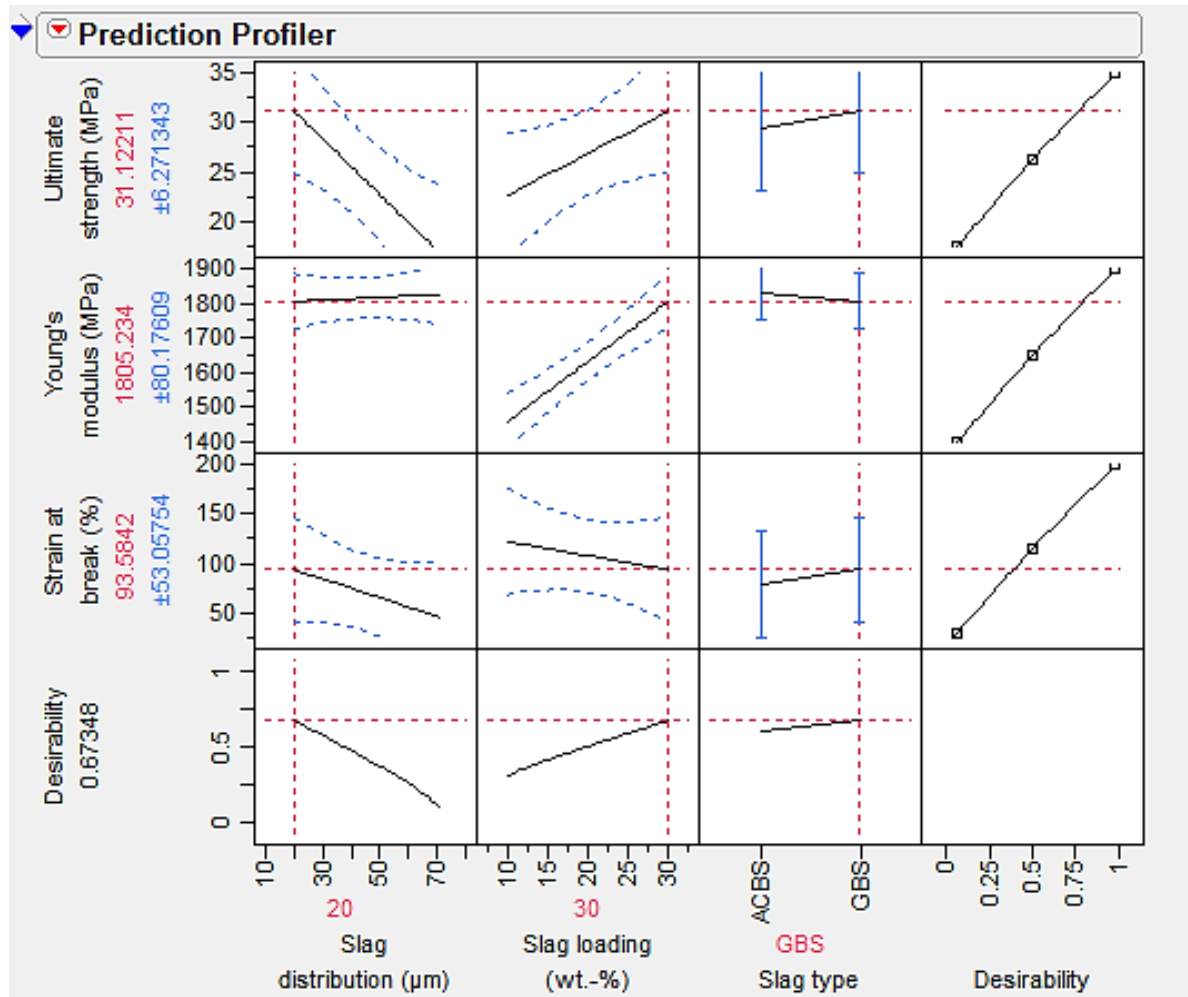 Prediction Profiler
Ultimate
strength (MPa)
31.12211
±6.271343
35
30
25
20
Young's
modulus (MPa)
1805.234
±80.17609
1900
1800
1700
1600
1500
1400
Strain at
break (%)
93.5842
±53.05754
200
150
100
50
Desirability
0.67348
1
0.5
0
10
30
50
70
10
15
20
25
30
ACBS
GBS
0
0.25
0.5
0.75
1
20
30
GBS
Slag
distribution (µm)
Slag loading
(wt.-%)
Slag type
Desirability